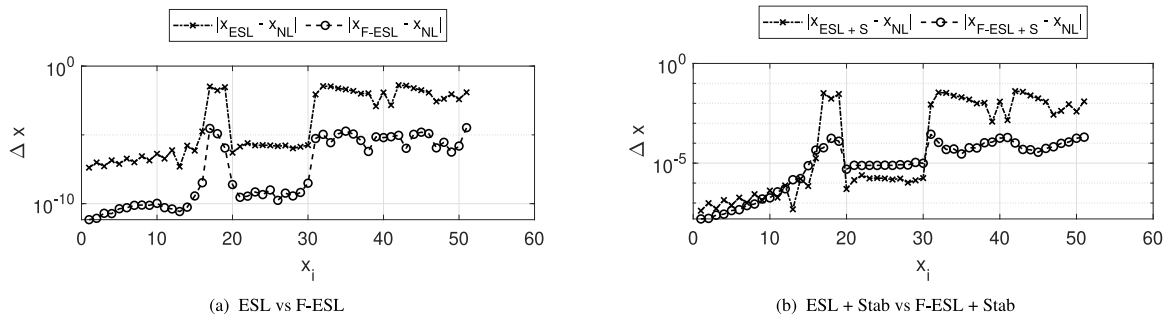 |x_ESL - x_NL| |x_F-ESL - x_NL|
10^0
10^-10
Δ x
0 10 20 30 40 50 60
x_i
(a) ESL vs F-ESL
|x_ESL + S - x_NL| |x_F-ESL + S - x_NL|
10^0
10^-5
Δ x
0 10 20 30 40 50 60
x_i
(b) ESL + Stab vs F-ESL + Stab